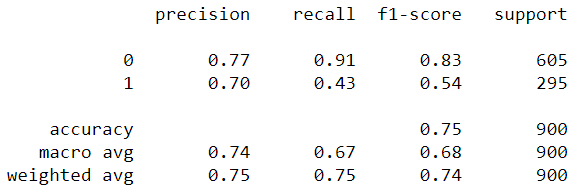 precision recall f1-score support
0 0.77 0.91 0.83 605
1 0.70 0.43 0.54 295
accuracy 0.75 900
macro avg 0.74 0.67 0.68 900
weighted avg 0.75 0.75 0.74 900